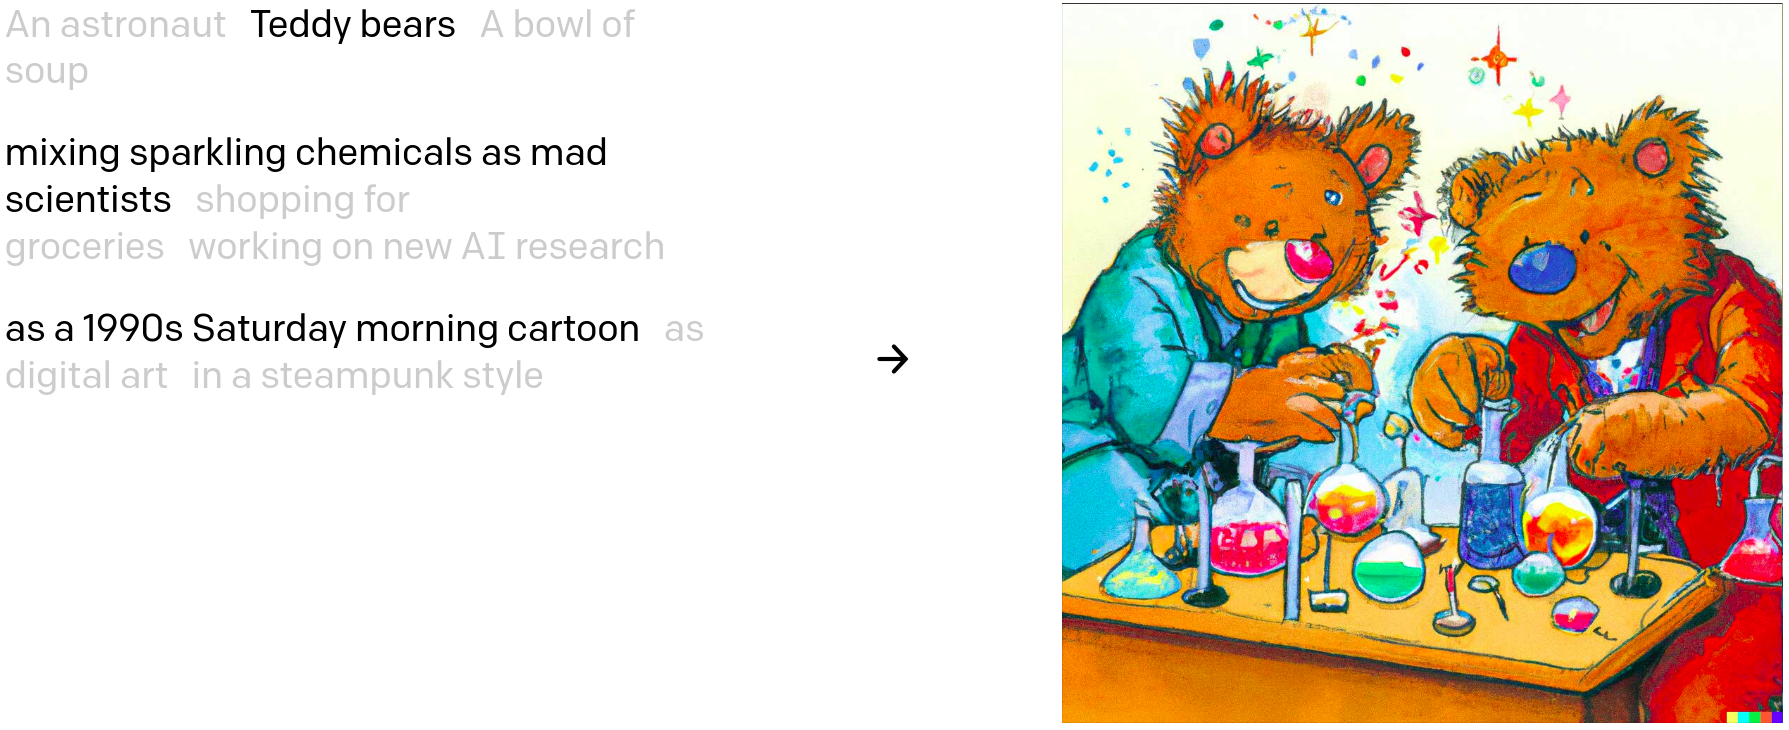 An astronaut Teddy bears A bowl of
soup
mixing sparkling chemicals as mad
scientists shopping for
groceries working on new AI research
as a 1990s Saturday morning cartoon as
digital art in a steampunk style